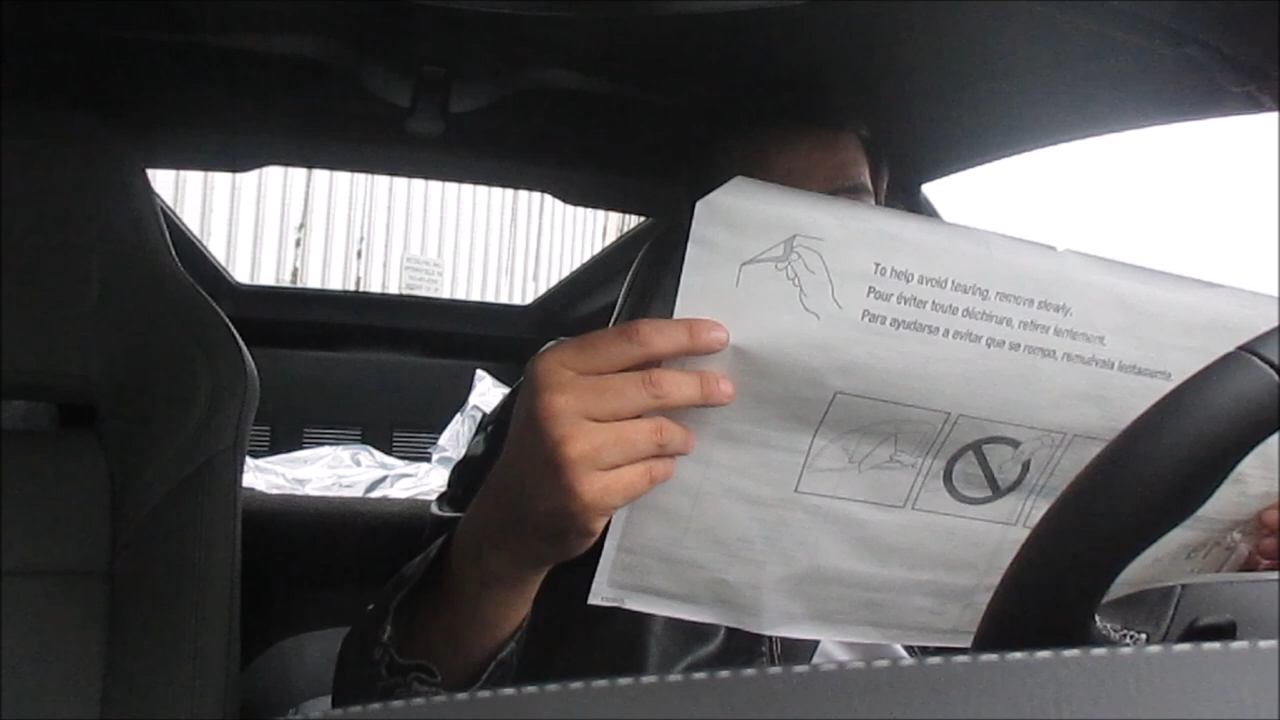 To help avoid tearing, remove slowly.
Pour éviter toute déchirure, retirer lentement.
Para ayudarse a evitar que se rompa, remuévala lentamente.